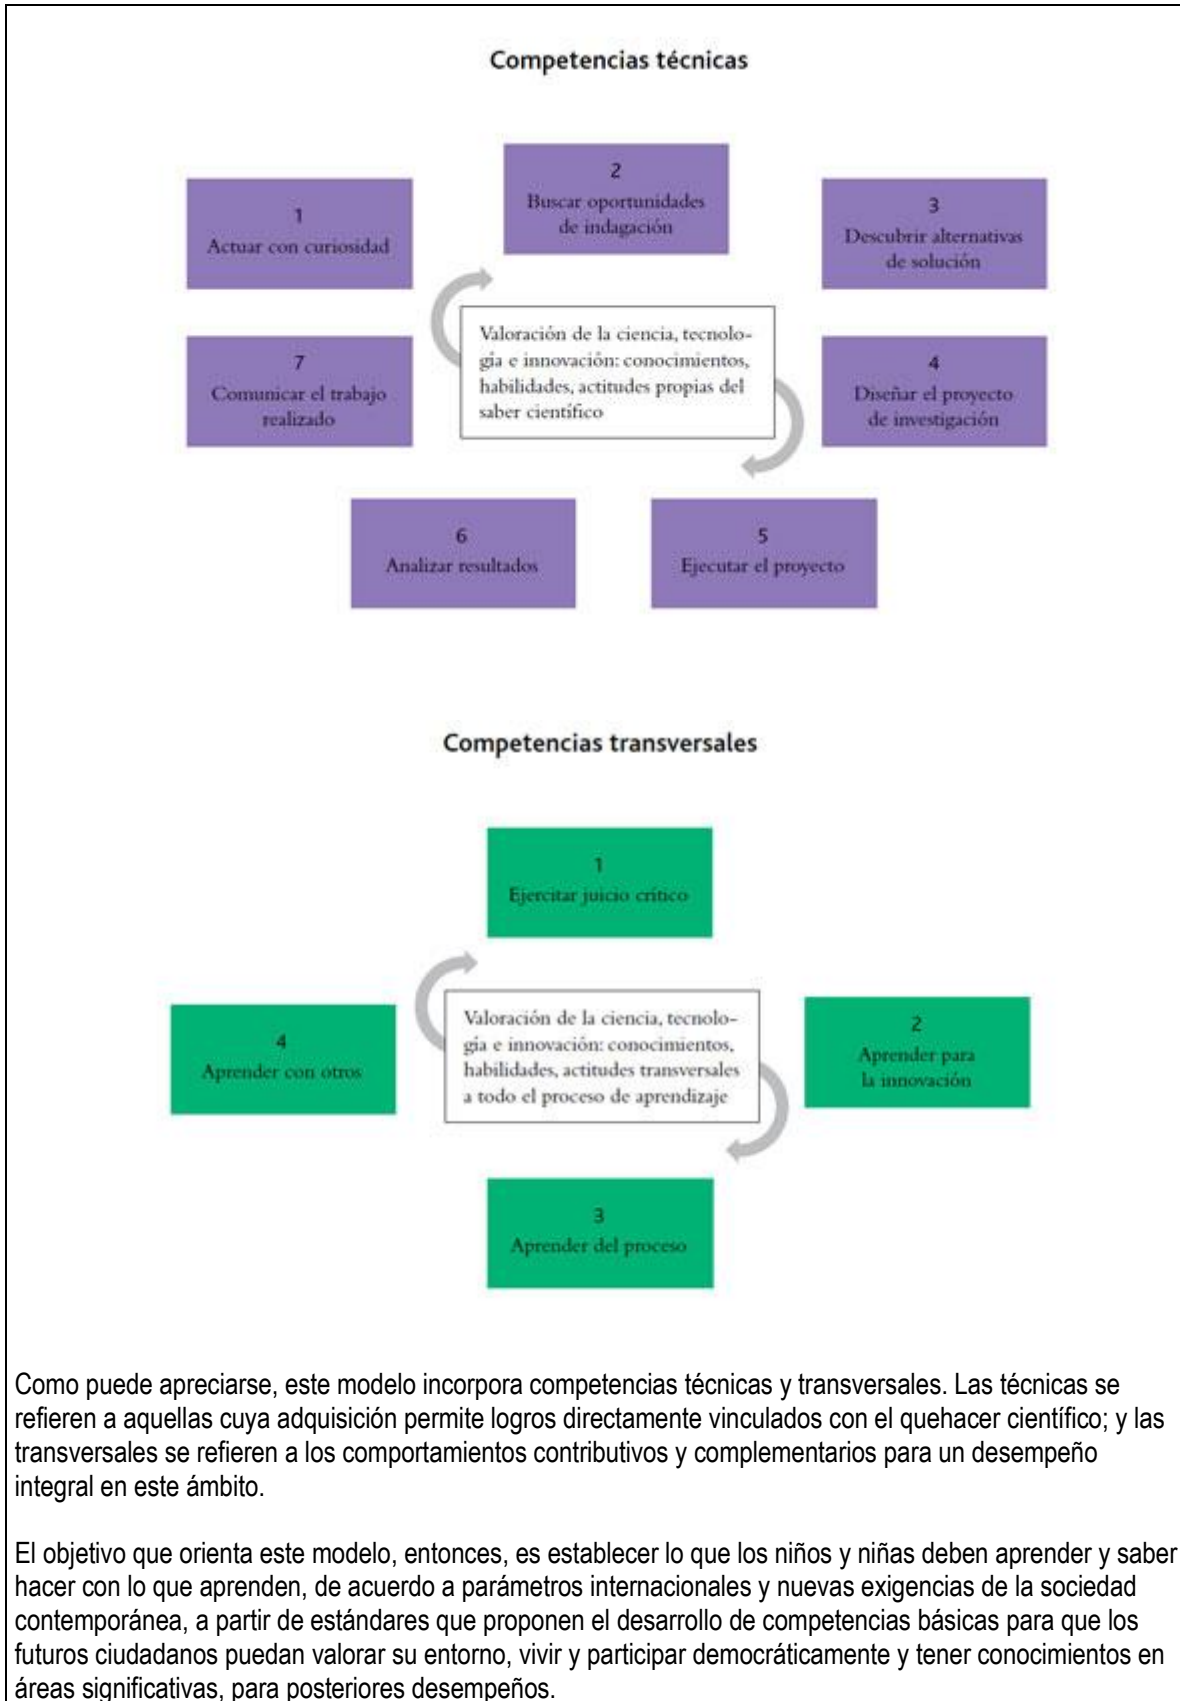 Competencias técnicas
1
Actuar con curiosidad
2
Buscar oportunidades
de indagación
3
Descubrir alternativas
de solución
Valoración de la ciencia, tecnolo-
gía e innovación: conocimientos,
habilidades, actitudes propias del
saber científico
7
Comunicar el trabajo
realizado
4
Diseñar el proyecto
de investigación
6
Analizar resultados
5
Ejecutar el proyecto
Competencias transversales
1
Ejercitar juicio crítico
4
Aprender con otros
Valoración de la ciencia, tecnolo-
gía e innovación: conocimientos,
habilidades, actitudes transversales
a todo el proceso de aprendizaje
2
Aprender para
la innovación
3
Aprender del proceso
Como puede apreciarse, este modelo incorpora competencias técnicas y transversales. Las técnicas se
refieren a aquellas cuya adquisición permite logros directamente vinculados con el quehacer científico; y las
transversales se refieren a los comportamientos contributivos y complementarios para un desempeño
integral en este ámbito.
El objetivo que orienta este modelo, entonces, es establecer lo que los niños y niñas deben aprender y saber
hacer con lo que aprenden, de acuerdo a parámetros internacionales y nuevas exigencias de la sociedad
contemporánea, a partir de estándares que proponen el desarrollo de competencias básicas para que los
futuros ciudadanos puedan valorar su entorno, vivir y participar democráticamente y tener conocimientos en
áreas significativas, para posteriores desempeños.